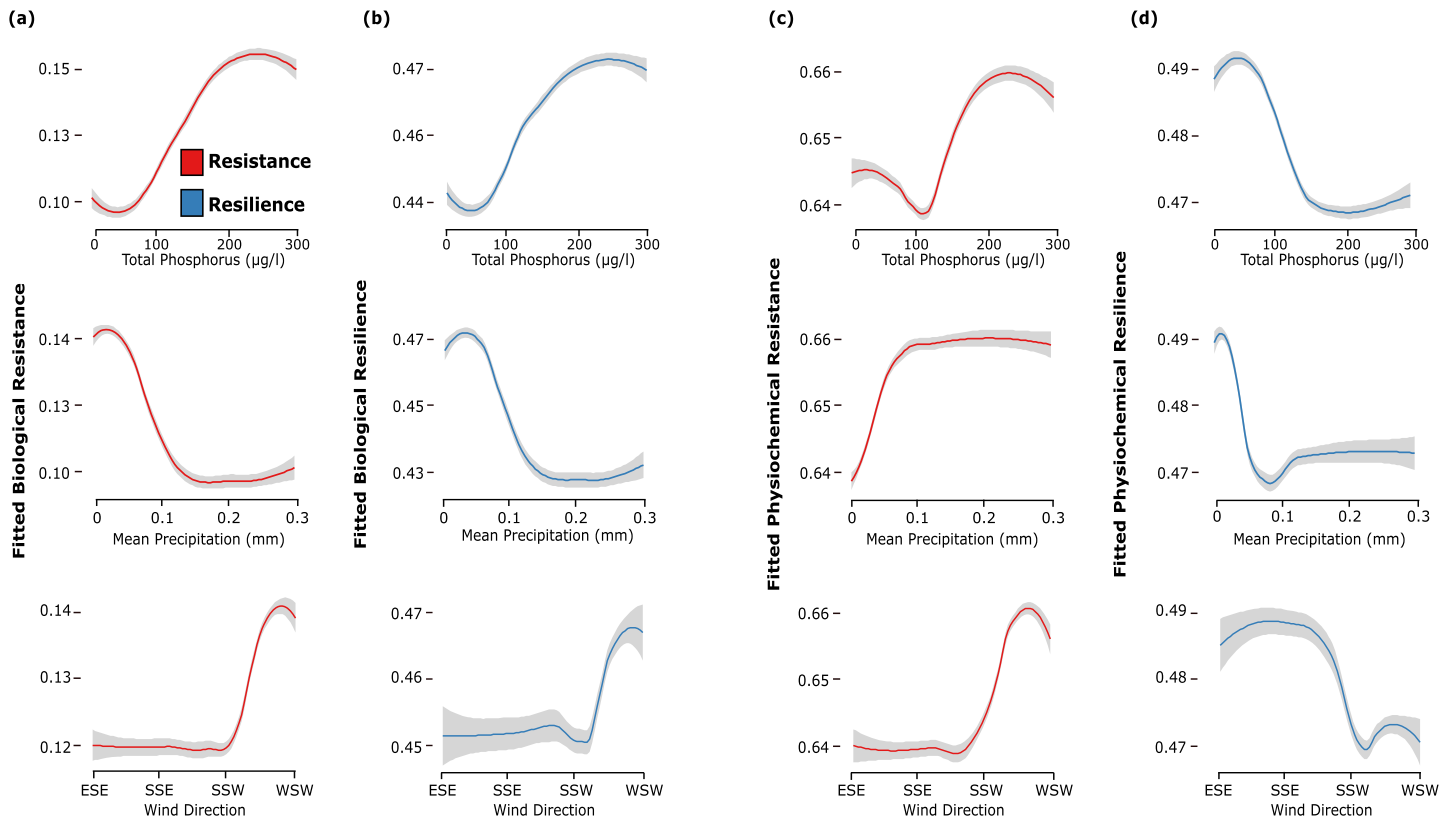 (a)
(b)
(c)
(d)
Fitted Biological Resistance
Fitted Biological Resilience
Fitted Physiochemical Resistance
Fitted Physiochemical Resilience
0.15
0.13
0.10
Resistance
Resilience
0 100 200 300
Total Phosphorus (µg/l)
0.47
0.46
0.44
0 100 200 300
Total Phosphorus (µg/l)
0.66
0.65
0.64
0 100 200 300
Total Phosphorus (µg/l)
0.49
0.48
0.47
0 100 200 300
Total Phosphorus (µg/l)
0.14
0.13
0.10
0 0.1 0.2 0.3
Mean Precipitation (mm)
0.47
0.45
0.43
0 0.1 0.2 0.3
Mean Precipitation (mm)
0.66
0.65
0.64
0 0.1 0.2 0.3
Mean Precipitation (mm)
0.49
0.48
0.47
0 0.1 0.2 0.3
Mean Precipitation (mm)
0.14
0.13
0.12
ESE SSE SSW WSW
Wind Direction
0.47
0.46
0.45
ESE SSE SSW WSW
Wind Direction
0.66
0.65
0.64
ESE SSE SSW WSW
Wind Direction
0.49
0.48
0.47
ESE SSE SSW WSW
Wind Direction